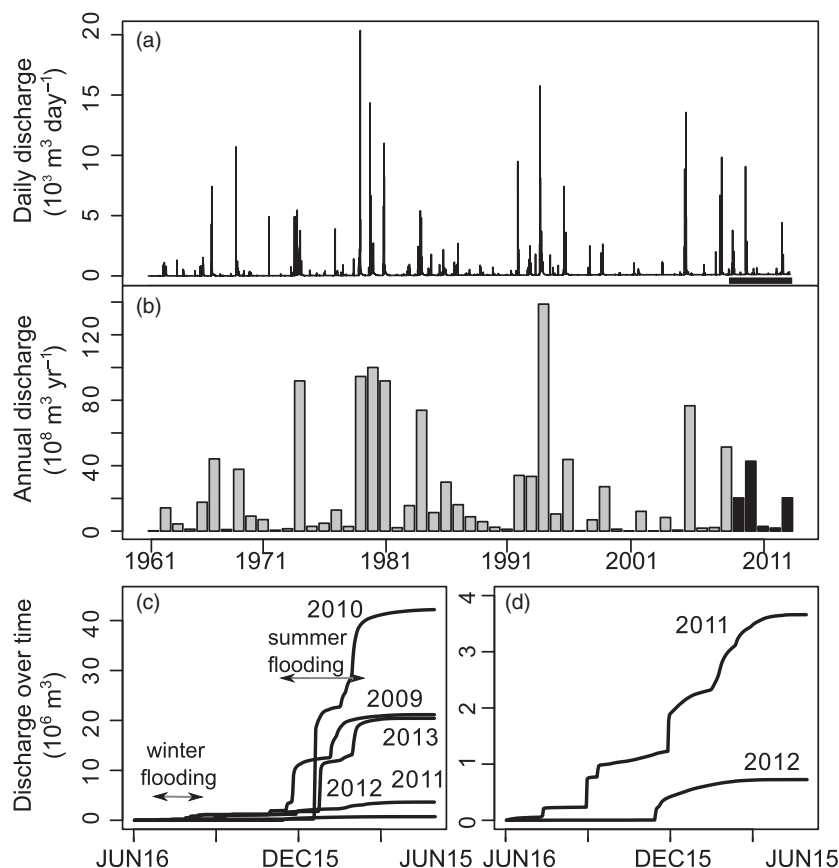 (a)
Daily discharge
(10³ m³ day⁻¹)
20
15
10
5
0
(b)
Annual discharge
(10⁸ m³ yr⁻¹)
120
80
40
0
1961 1971 1981 1991 2001 2011
(c)
Discharge over time
(10⁶ m³)
40
30
20
10
0
2010
summer
flooding
2009
2013
winter
flooding
2012 2011
JUN16 DEC15 JUN15
(d)
4
3
2
1
0
2011
2012
JUN16 DEC15 JUN15